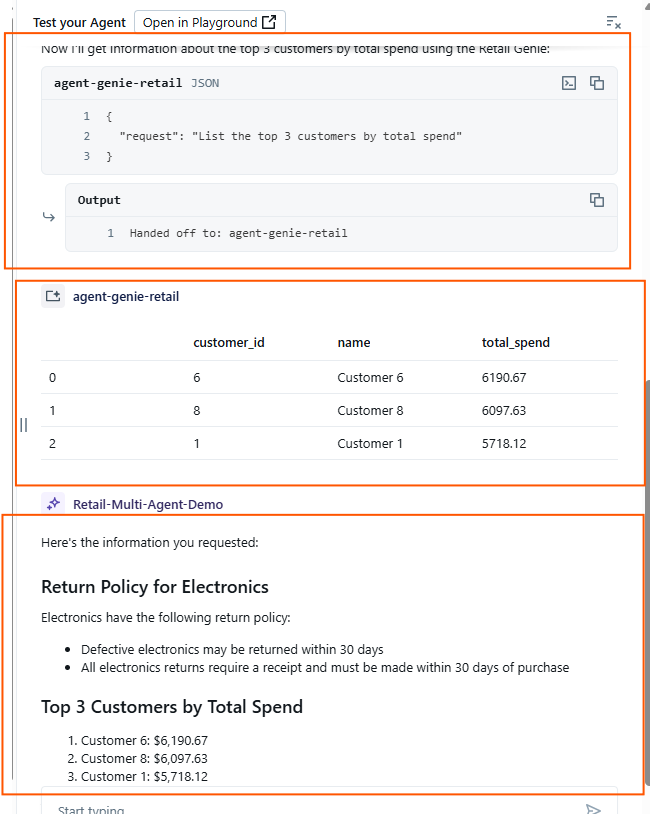 Test your Agent
Open in Playground
Now I'll get information about the top 3 customers by total spend using the Retail Genie:
agent-genie-retail JSON
1 {
2 "request": "List the top 3 customers by total spend"
3 }
Output
1 Handed off to: agent-genie-retail
agent-genie-retail
customer_id name total_spend
0 6 Customer 6 6190.67
1 8 Customer 8 6097.63
2 1 Customer 1 5718.12
Retail-Multi-Agent-Demo
Here's the information you requested:
Return Policy for Electronics
Electronics have the following return policy:
• Defective electronics may be returned within 30 days
• All electronics returns require a receipt and must be made within 30 days of purchase
Top 3 Customers by Total Spend
1. Customer 6: $6,190.67
2. Customer 8: $6,097.63
3. Customer 1: $5,718.12
Start typing